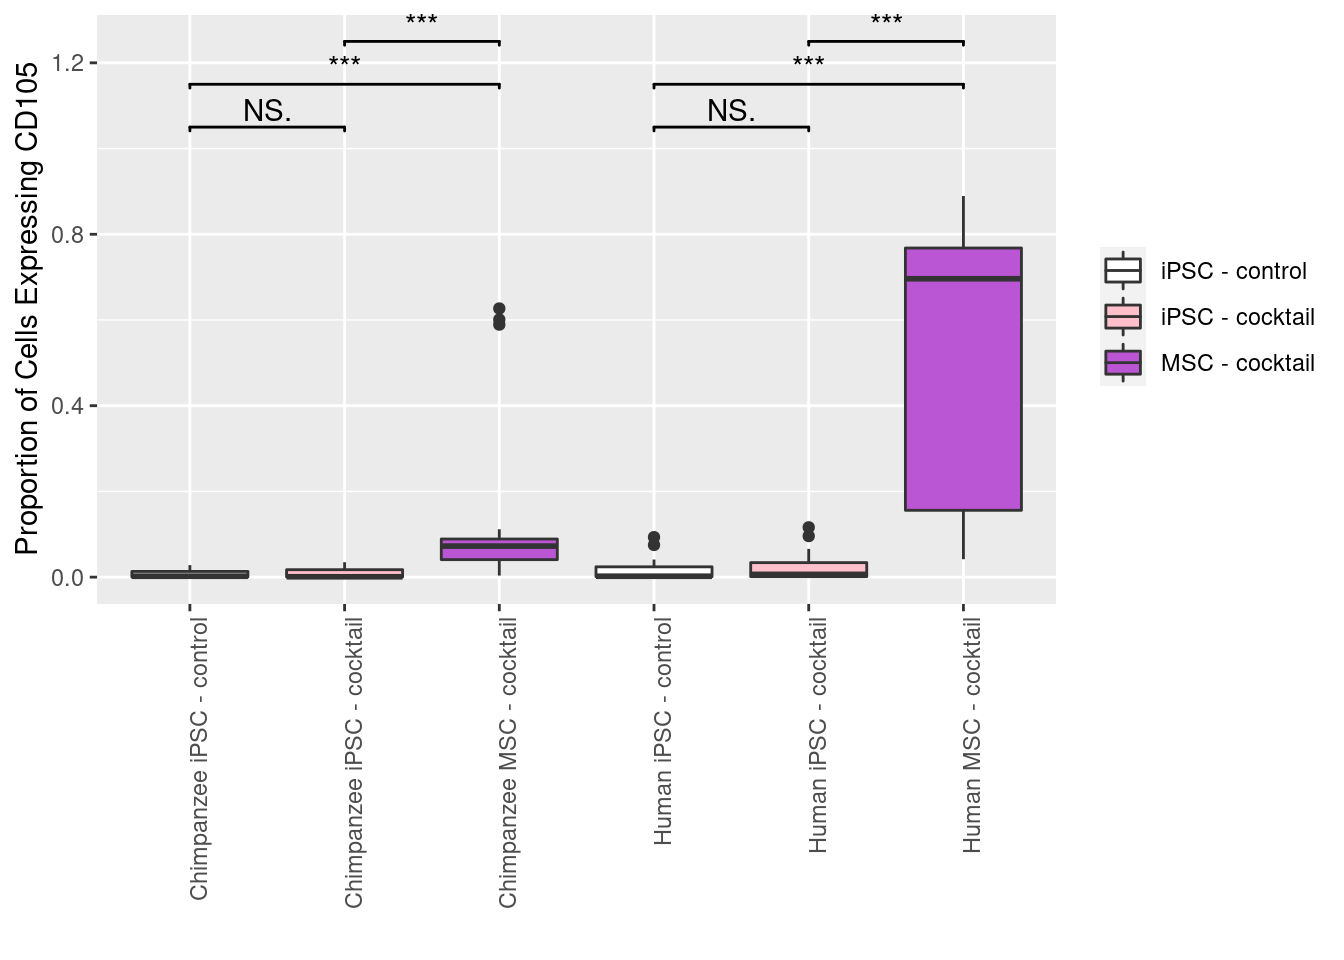 Proportion of Cells Expressing CD105
1.2
0.8
0.4
0.0
***
***
***
***
NS.
NS.
Chimpanzee iPSC - control
Chimpanzee iPSC - cocktail
Chimpanzee MSC - cocktail
Human iPSC - control
Human iPSC - cocktail
Human MSC - cocktail
iPSC - control
iPSC - cocktail
MSC - cocktail